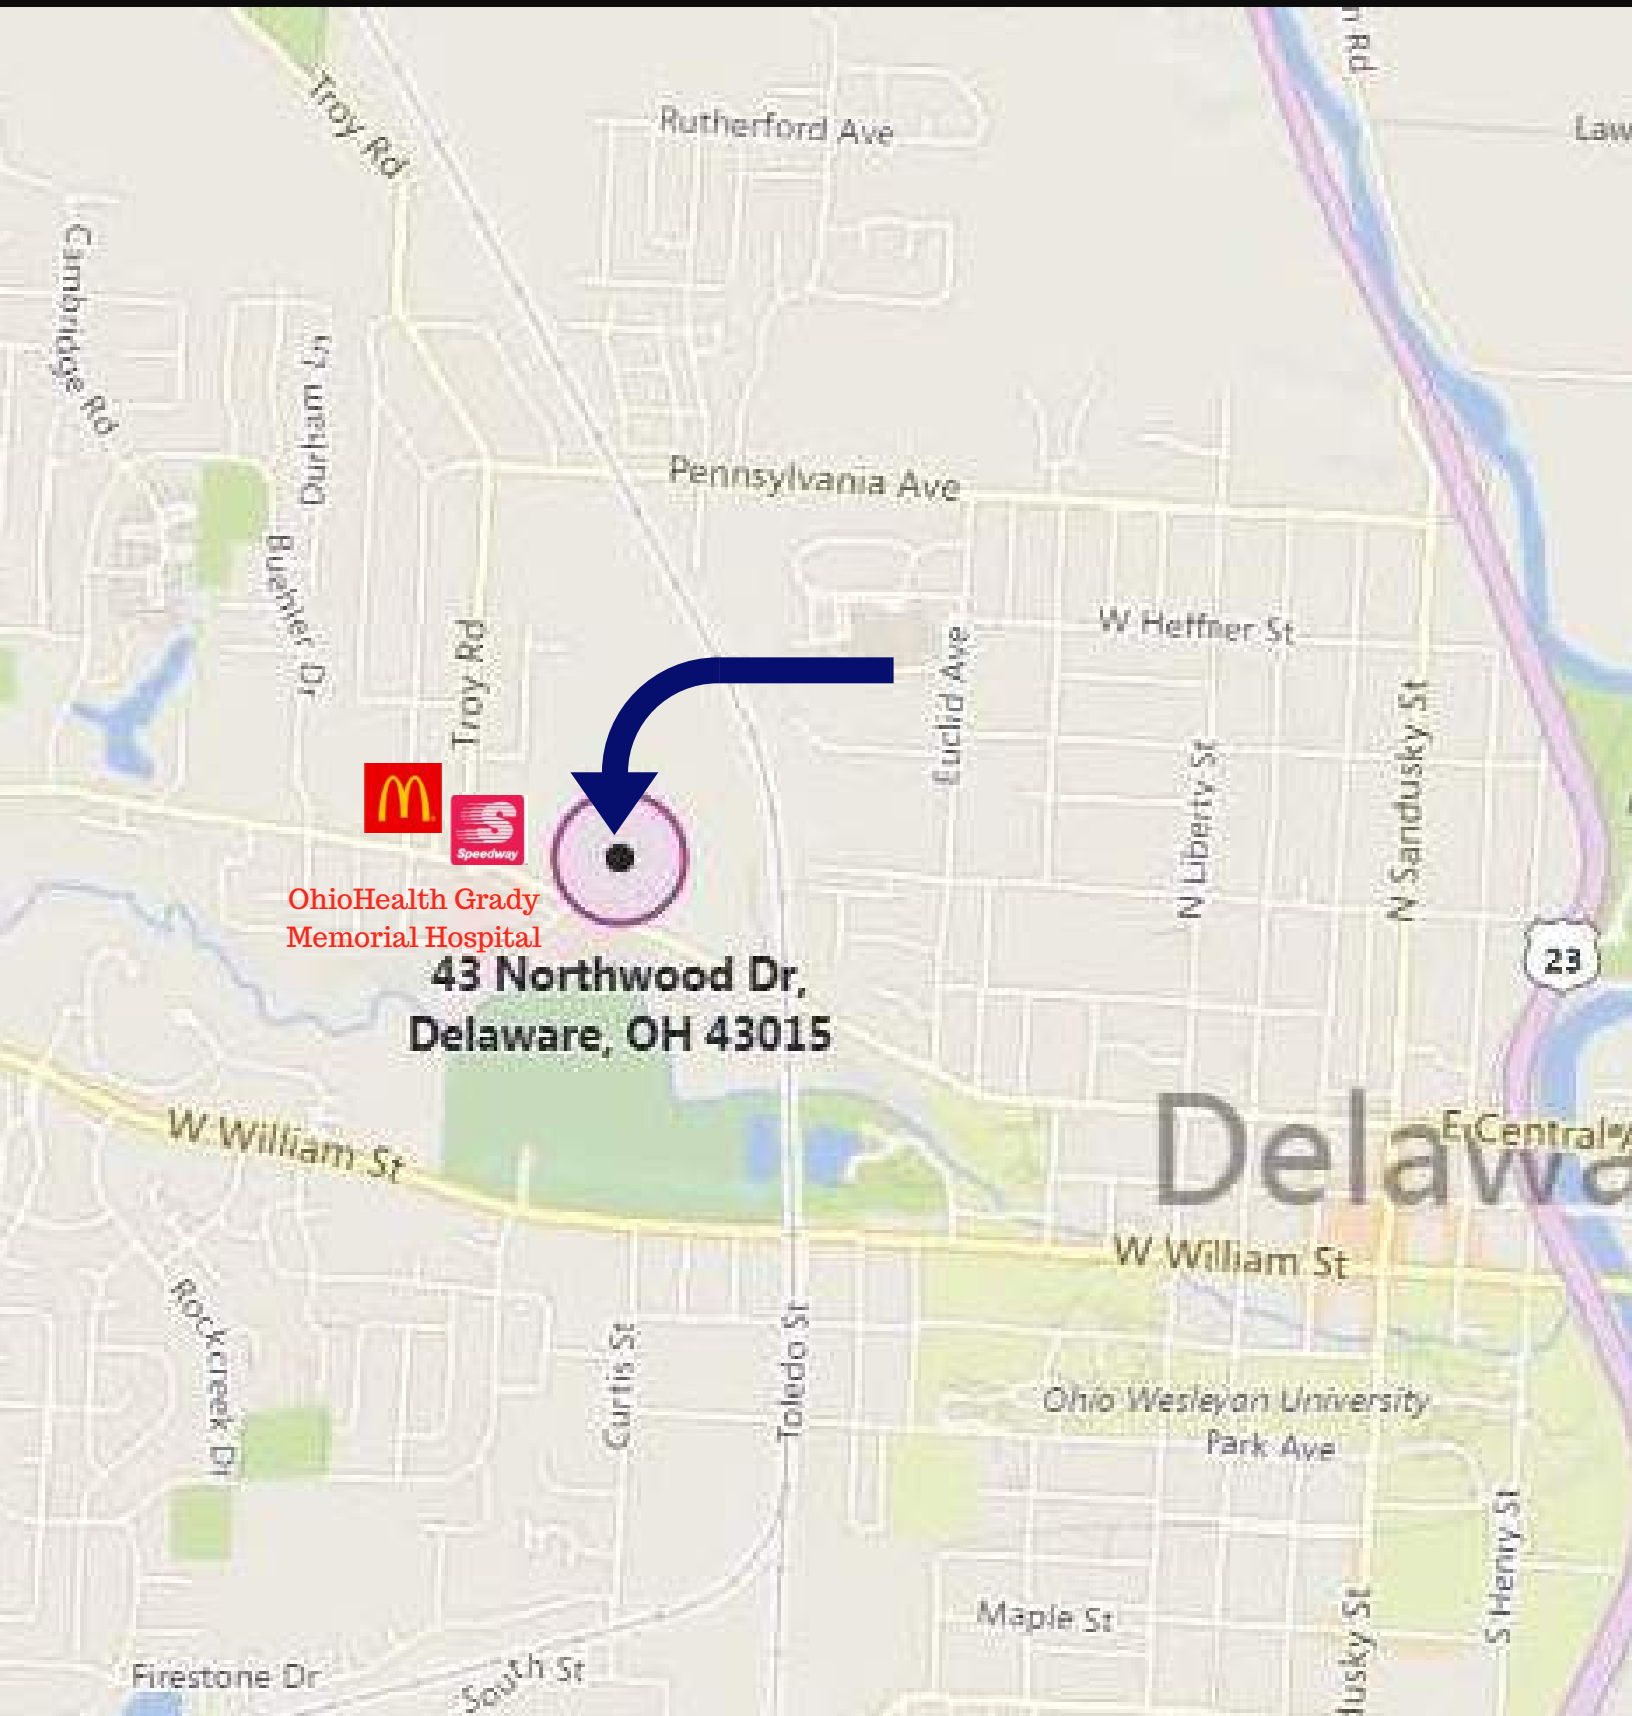 Troy Rd
Rutherford Ave
Rd
Law
Cambridge Rd
Durham Ln
Pennsylvania Ave
Buehler Dr
W Heffner St
Troy Rd
Euclid Ave
N Liberty St
N Sandusky St
Speedway
OhioHealth Grady
Memorial Hospital
23
43 Northwood Dr,
Delaware, OH 43015
W William St
Delawa
E Central
W William St
Rockcreek Dr
Curtis St
Toledo St
Ohio Wesleyan University
Park Ave
S Henry St
Maple St
dusky St
Firestone Dr
South St